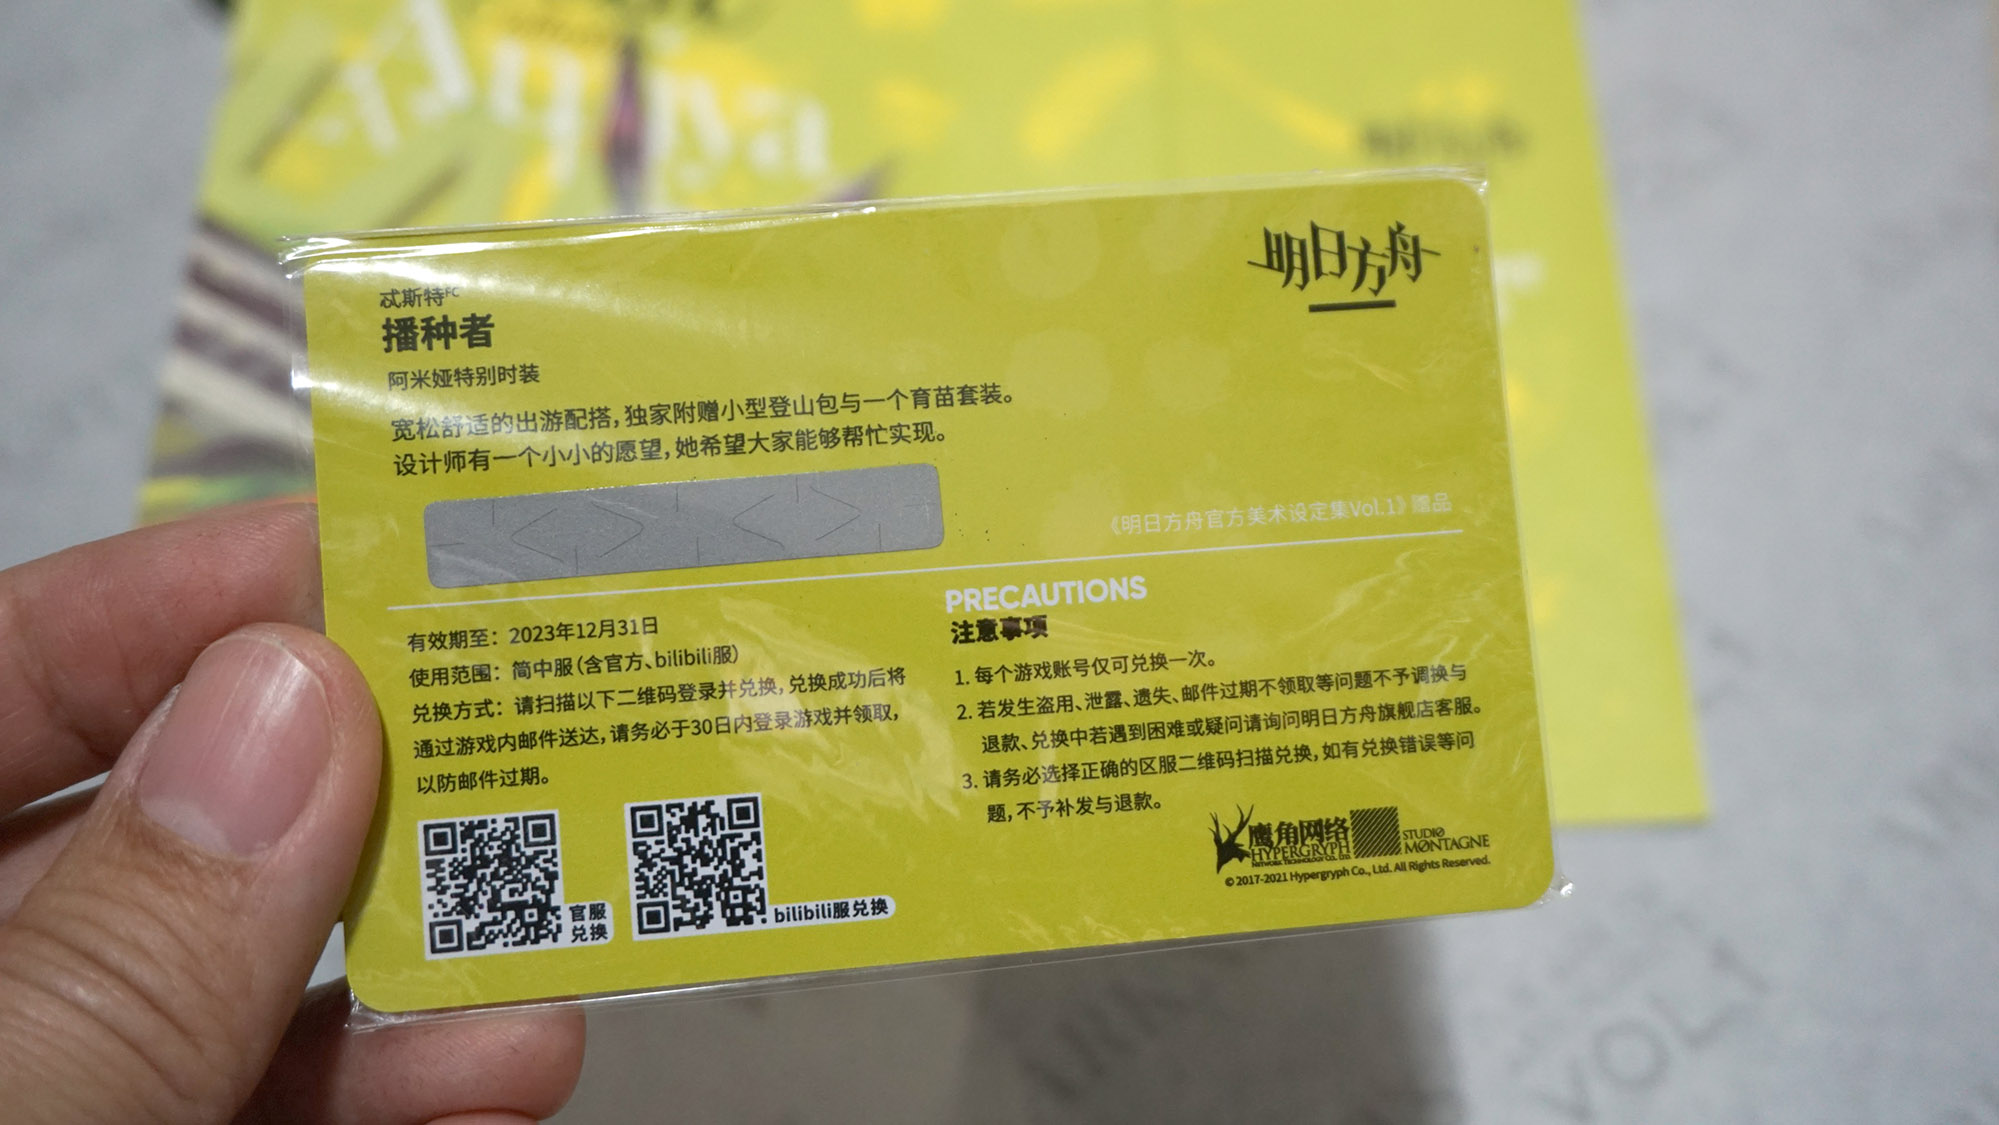 Amiya
明日方舟
忒斯特FC
播种者
阿米娅特别时装
宽松舒适的出游配搭，独家附赠小型登山包与一个育苗套装。
设计师有一个小小的愿望，她希望大家能够帮忙实现。
《明日方舟官方美术设定集Vol.1》赠品
有效期至：2023年12月31日
使用范围：简中服（含官方、bilibili服）
兑换方式：请扫描以下二维码登录并兑换，兑换成功后将
通过游戏内邮件送达，请务必于30日内登录游戏并领取，
以防邮件过期。
官服
兑换
bilibili服兑换
PRECAUTIONS
注意事项
1. 每个游戏账号仅可兑换一次。
2. 若发生盗用、泄露、遗失、邮件过期不领取等问题不予调换与
退款、兑换中若遇到困难或疑问请询问明日方舟旗舰店客服。
3. 请务必选择正确的区服二维码扫描兑换，如有兑换错误等问
题，不予补发与退款。
鹰角网络
HYPERGRYPH
NETWORK TECHNOLOGY CO., LTD.
STUDIO
MØNTAGNE
© 2017-2021 Hypergryph Co., Ltd. All Rights Reserved.
VOL.1